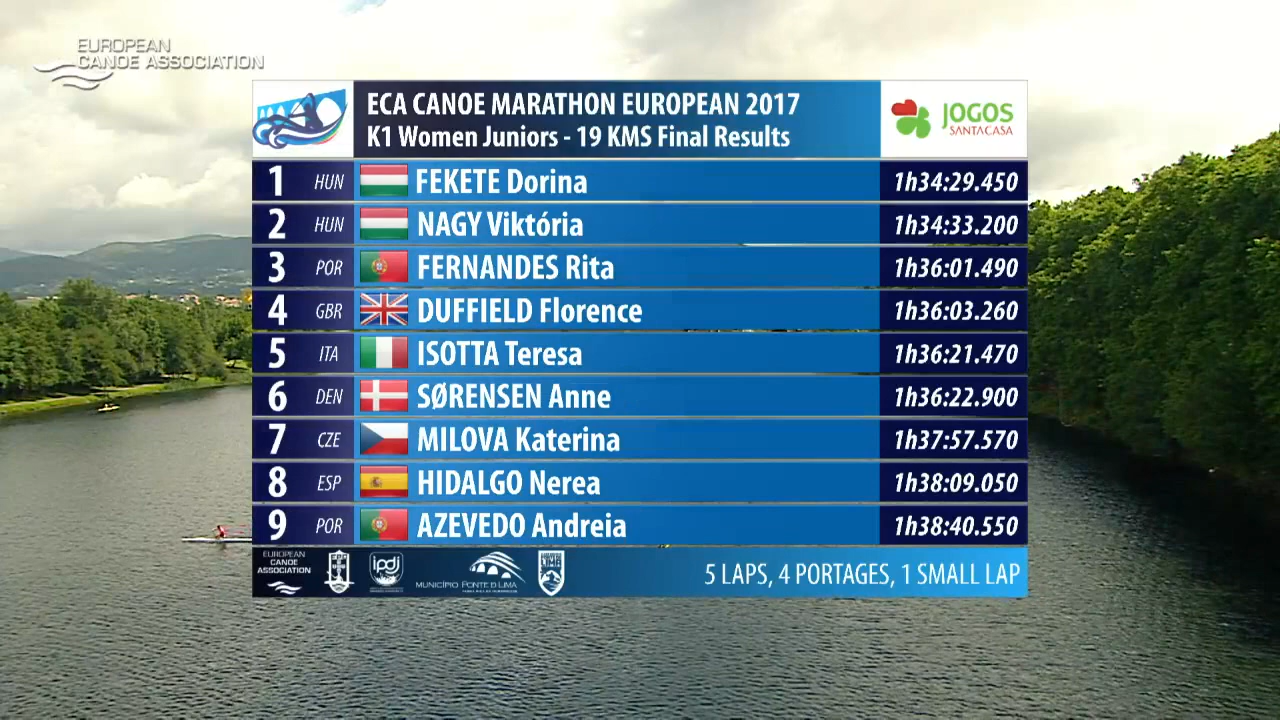 EUROPEAN
CANOE ASSOCIATION
ECA CANOE MARATHON EUROPEAN 2017
K1 Women Juniors - 19 KMS Final Results
JOGOS
SANTACASA
1 HUN FEKETE Dorina 1h34:29.450
2 HUN NAGY Viktória 1h34:33.200
3 POR FERNANDES Rita 1h36:01.490
4 GBR DUFFIELD Florence 1h36:03.260
5 ITA ISOTTA Teresa 1h36:21.470
6 DEN SØRENSEN Anne 1h36:22.900
7 CZE MILOVA Katerina 1h37:57.570
8 ESP HIDALGO Nerea 1h38:09.050
9 POR AZEVEDO Andreia 1h38:40.550
EUROPEAN
CANOE
ASSOCIATION
ipdj
MUNICÍPIO PONTE D LIMA
5 LAPS, 4 PORTAGES, 1 SMALL LAP